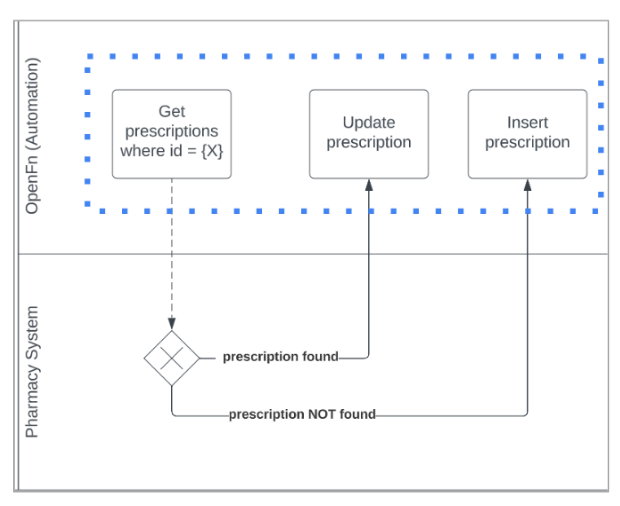 OpenFn (Automation)
Get
prescriptions
where id = {X}
Update
prescription
Insert
prescription
Pharmacy System
prescription found
prescription NOT found